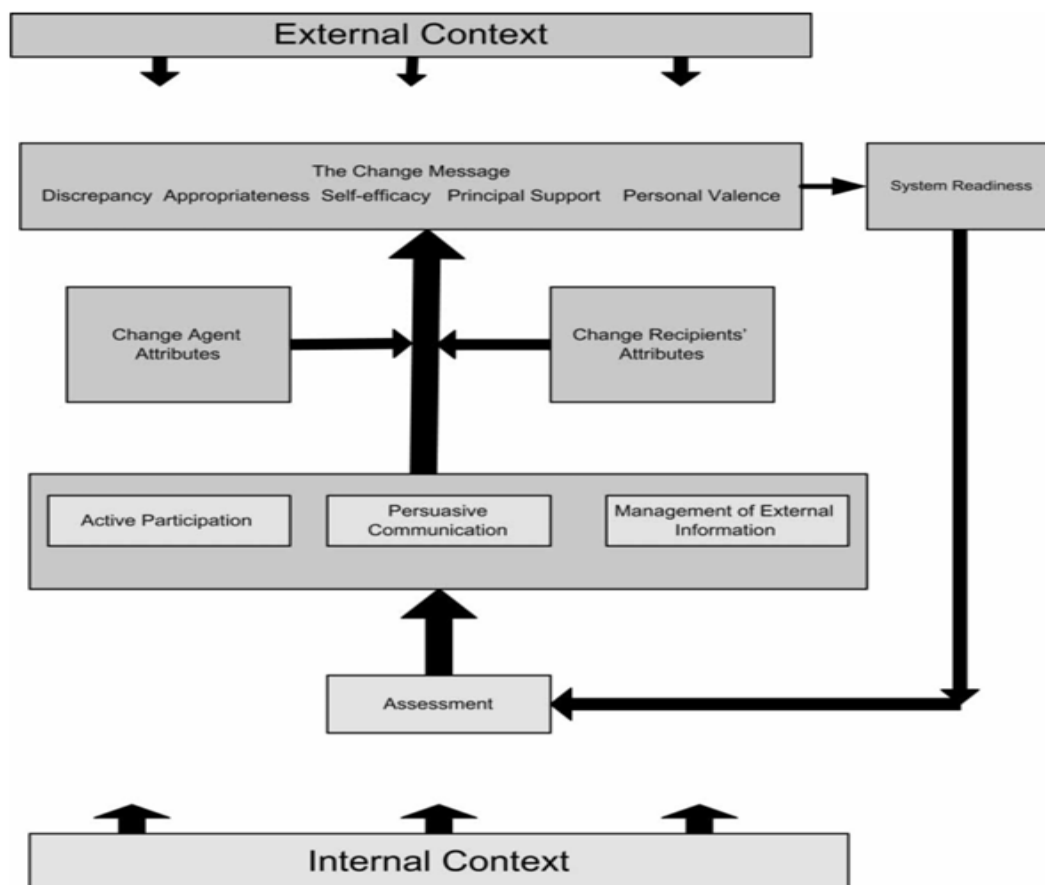 External Context
The Change Message
Discrepancy Appropriateness Self-efficacy Principal Support Personal Valence
System Readiness
Change Agent
Attributes
Change Recipients'
Attributes
Active Participation
Persuasive
Communication
Management of External
Information
Assessment
Internal Context